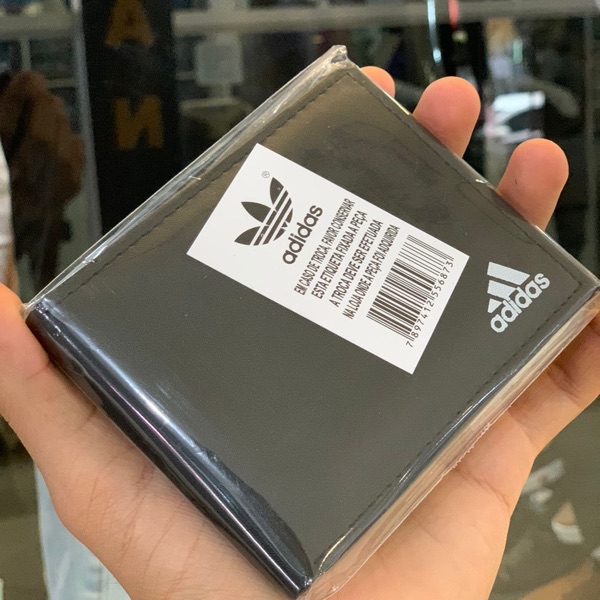 AN
®
adidas
EM CASO DE TROCA, FAVOR CONSERVAR
ESTA ETIQUETA FIXADA A PEÇA
A TROCA DEVE SER EFETUADA
NA LOJA ONDE A PEÇA FOI ADQUIRIDA
7 897412 556873
adidas